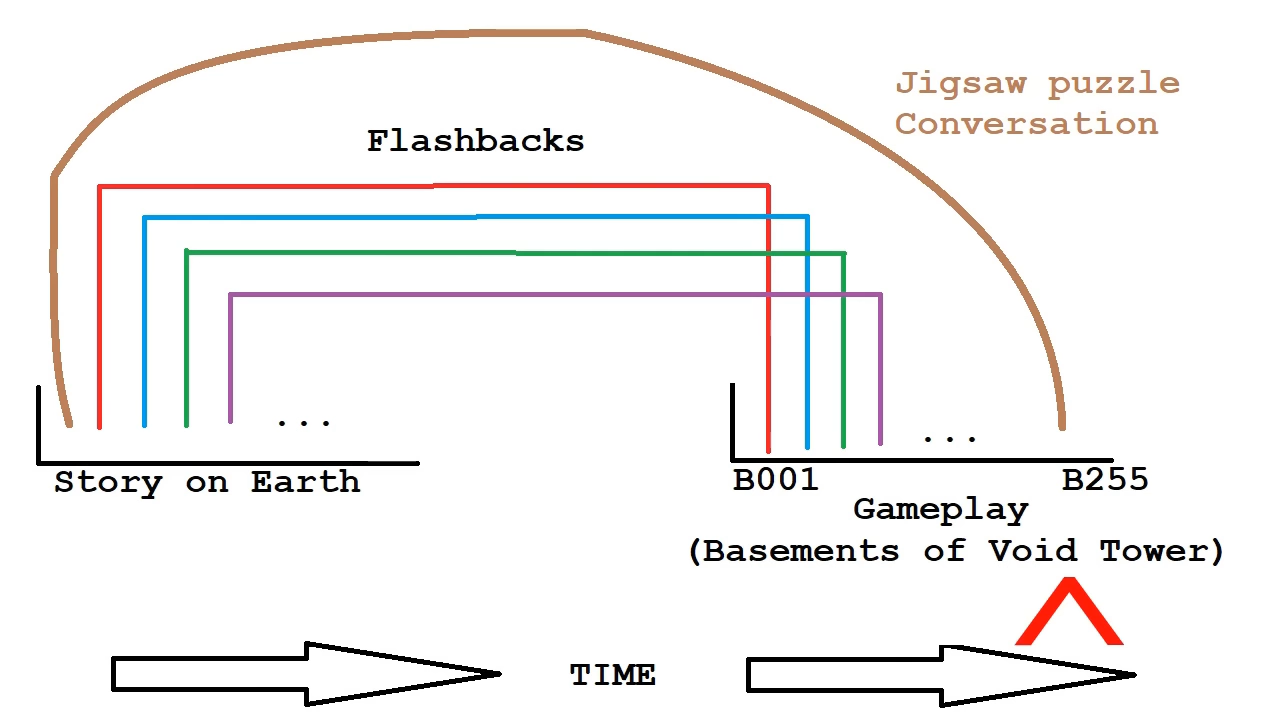 Jigsaw puzzle
Conversation
Flashbacks
...
...
Story on Earth
B001
B255
Gameplay
(Basements of Void Tower)
TIME